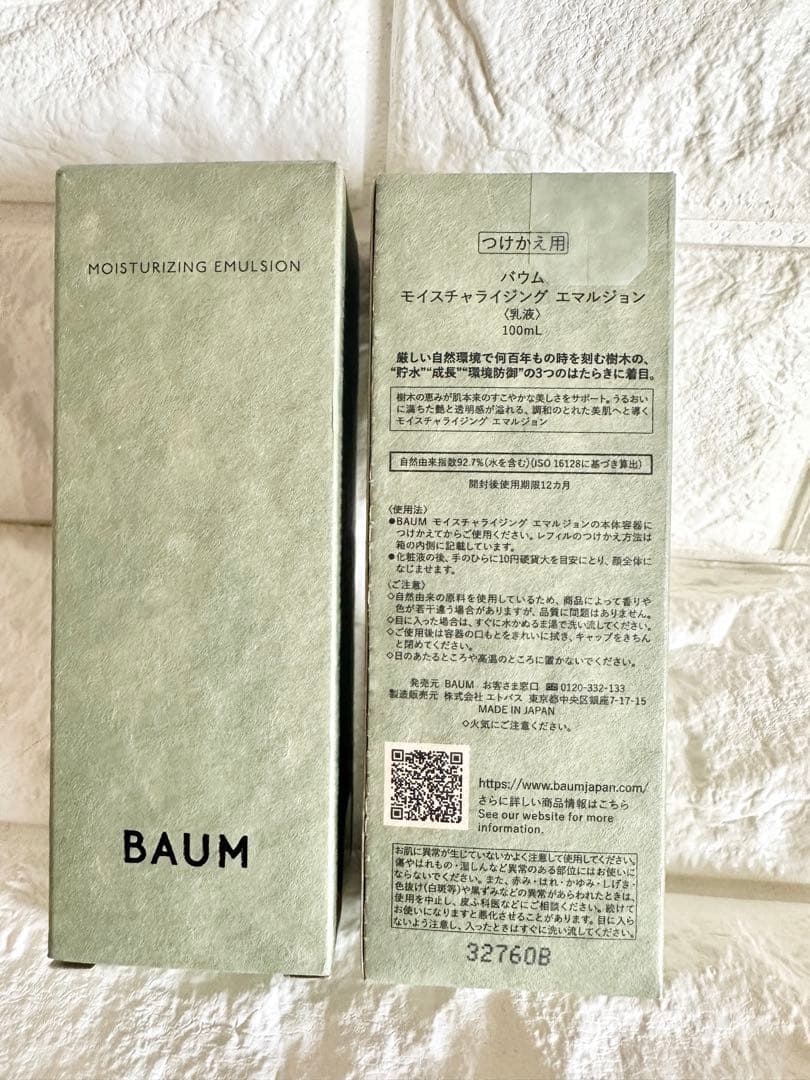 MOISTURIZING EMULSION
BAUM
つけかえ用
バウム
モイスチャライジング エマルジョン
〈乳液〉
100mL
厳しい自然環境で何百年もの時を刻む樹木の、
“貯水”“成長”“環境防御”の3つのはたらきに着目。
樹木の恵みが肌本来のすこやかな美しさをサポート。うるおい
に満ちた艶と透明感が溢れる、調和のとれた美肌へと導く
モイスチャライジング エマルジョン
自然由来指数92.7%(水を含む)(ISO 16128に基づき算出)
開封後使用期限12カ月
〈使用法〉
●BAUM モイスチャライジング エマルジョンの本体容器に
つけかえてからご使用ください。レフィルのつけかえ方法は
箱の内側に記載しています。
●化粧液の後、手のひらに10円硬貨大を目安にとり、顔全体に
なじませます。
〈ご注意〉
◇自然由来の原料を使用しているため、商品によって香りや
色が若干違う場合がありますが、品質に問題はありません。
◇目に入った場合は、すぐに水かぬるま湯で洗い流してください。
◇ご使用後は容器の口もとをきれいに拭き、キャップをきちん
と閉めてください。
◇日のあたるところや高温のところに置かないでください。
発売元 BAUM お客さま窓口 0120-332-133
製造販売元 株式会社 エトバス 東京都中央区銀座7-17-15
MADE IN JAPAN
◇火気にご注意ください。
https://www.baumjapan.com/
さらに詳しい商品情報はこちら
See our website for more
information.
お肌に異常が生じていないかよく注意して使用してください。
傷やはれもの・湿しんなど異常のある部位にはお使いに
ならないでください。また、赤み・はれ・かゆみ・しげき・
色抜け(白斑等)や黒ずみなどの異常があらわれたときは、
使用を中止し、皮ふ科医などにご相談ください。続けて
お使いになりますと悪化させることがあります。目に入
らないよう注意し、入ったときはすぐに洗い流してください。
32760B